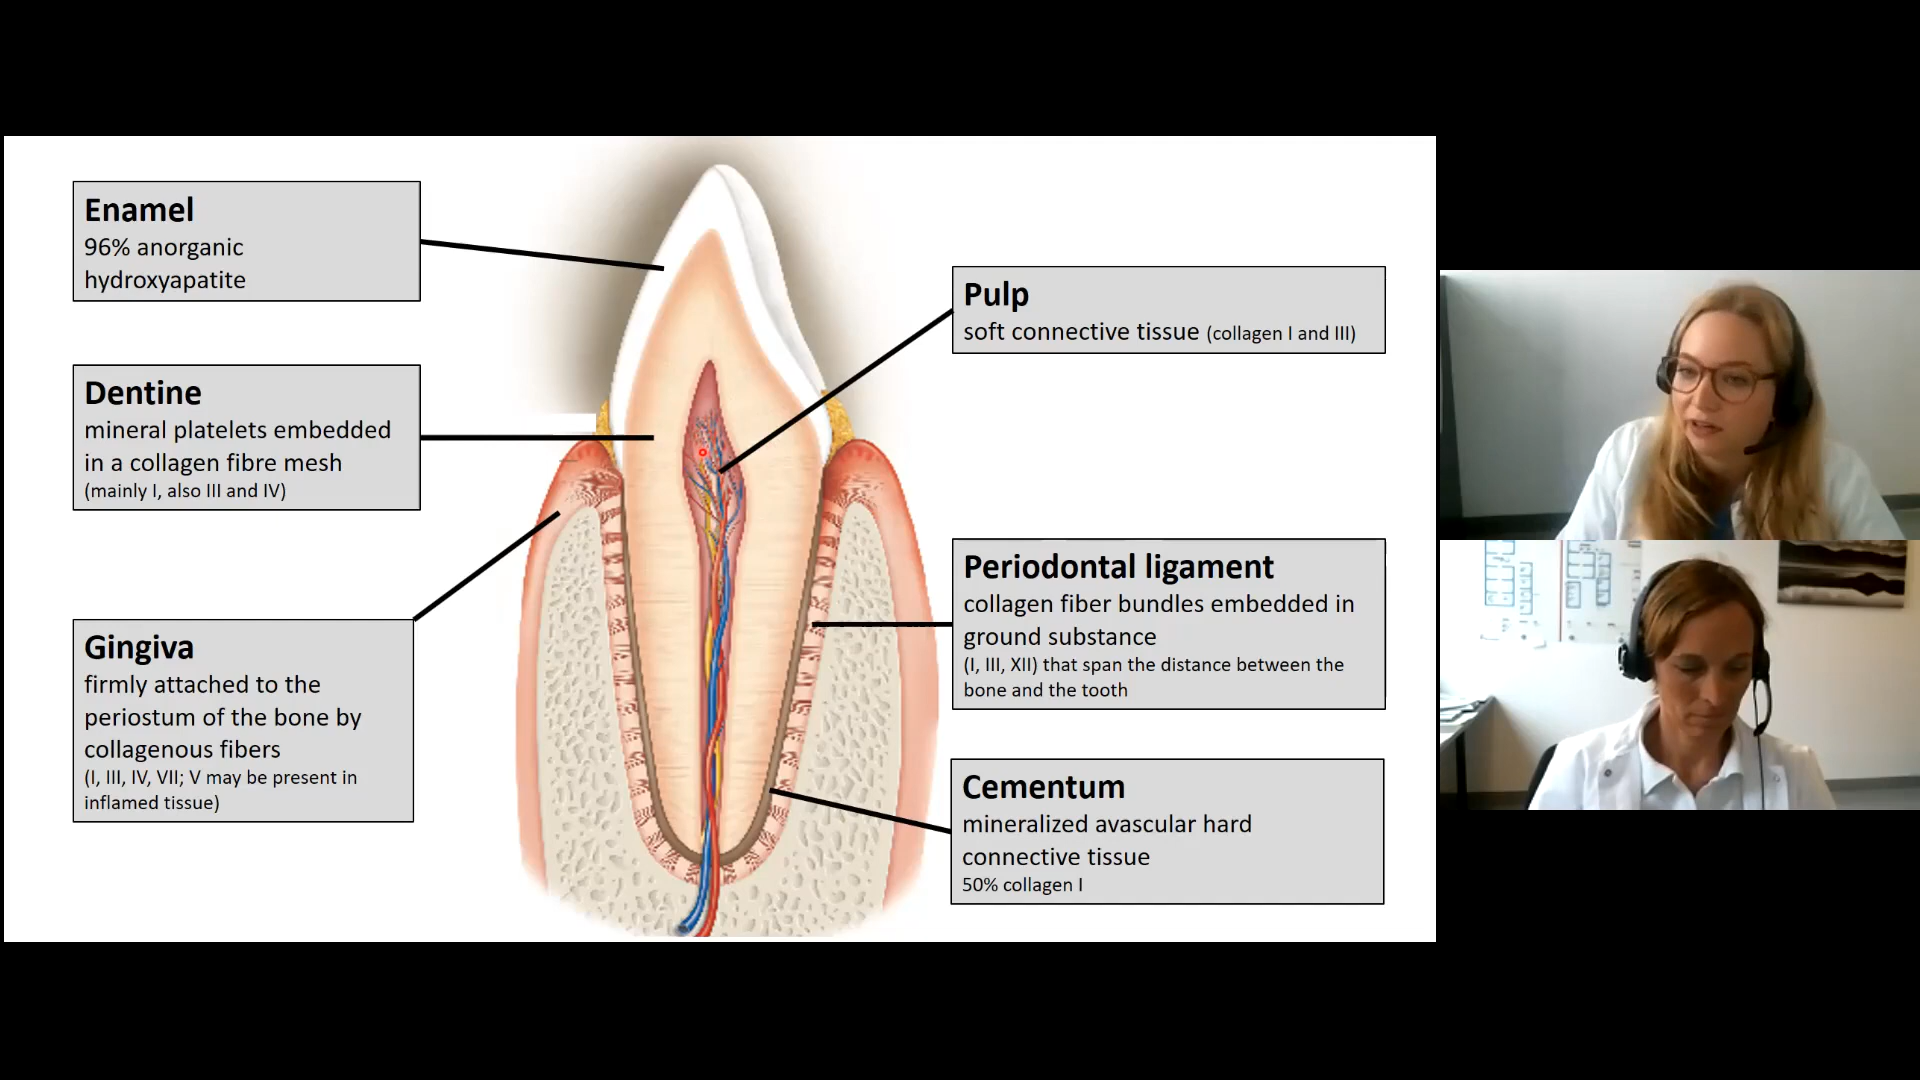 Enamel
96% anorganic
hydroxyapatite
Dentine
mineral platelets embedded
in a collagen fibre mesh
(mainly I, also III and IV)
Gingiva
firmly attached to the
periostum of the bone by
collagenous fibers
(I, III, IV, VII; V may be present in
inflamed tissue)
Pulp
soft connective tissue (collagen I and III)
Periodontal ligament
collagen fiber bundles embedded in
ground substance
(I, III, XII) that span the distance between the
bone and the tooth
Cementum
mineralized avascular hard
connective tissue
50% collagen I